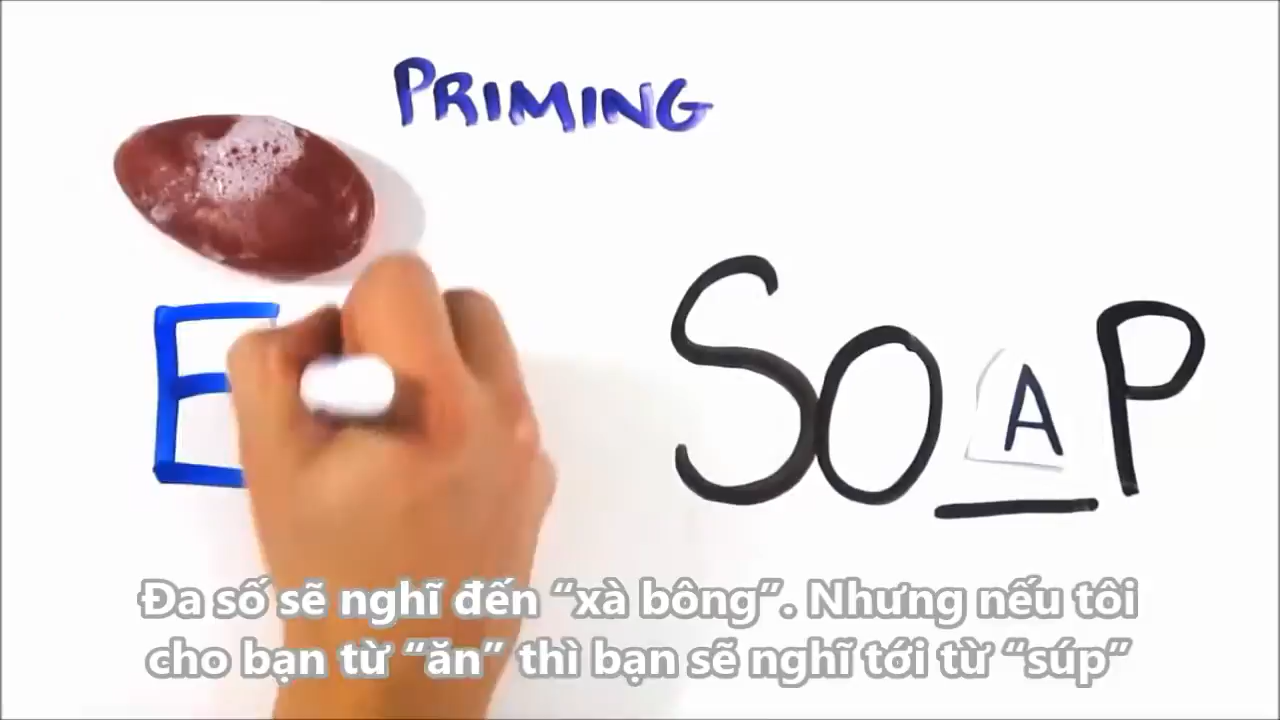 PRIMING
E
SOAP
Đa số sẽ nghĩ đến “xà bông”. Nhưng nếu tôi
cho bạn từ “ăn” thì bạn sẽ nghĩ tới từ “súp”